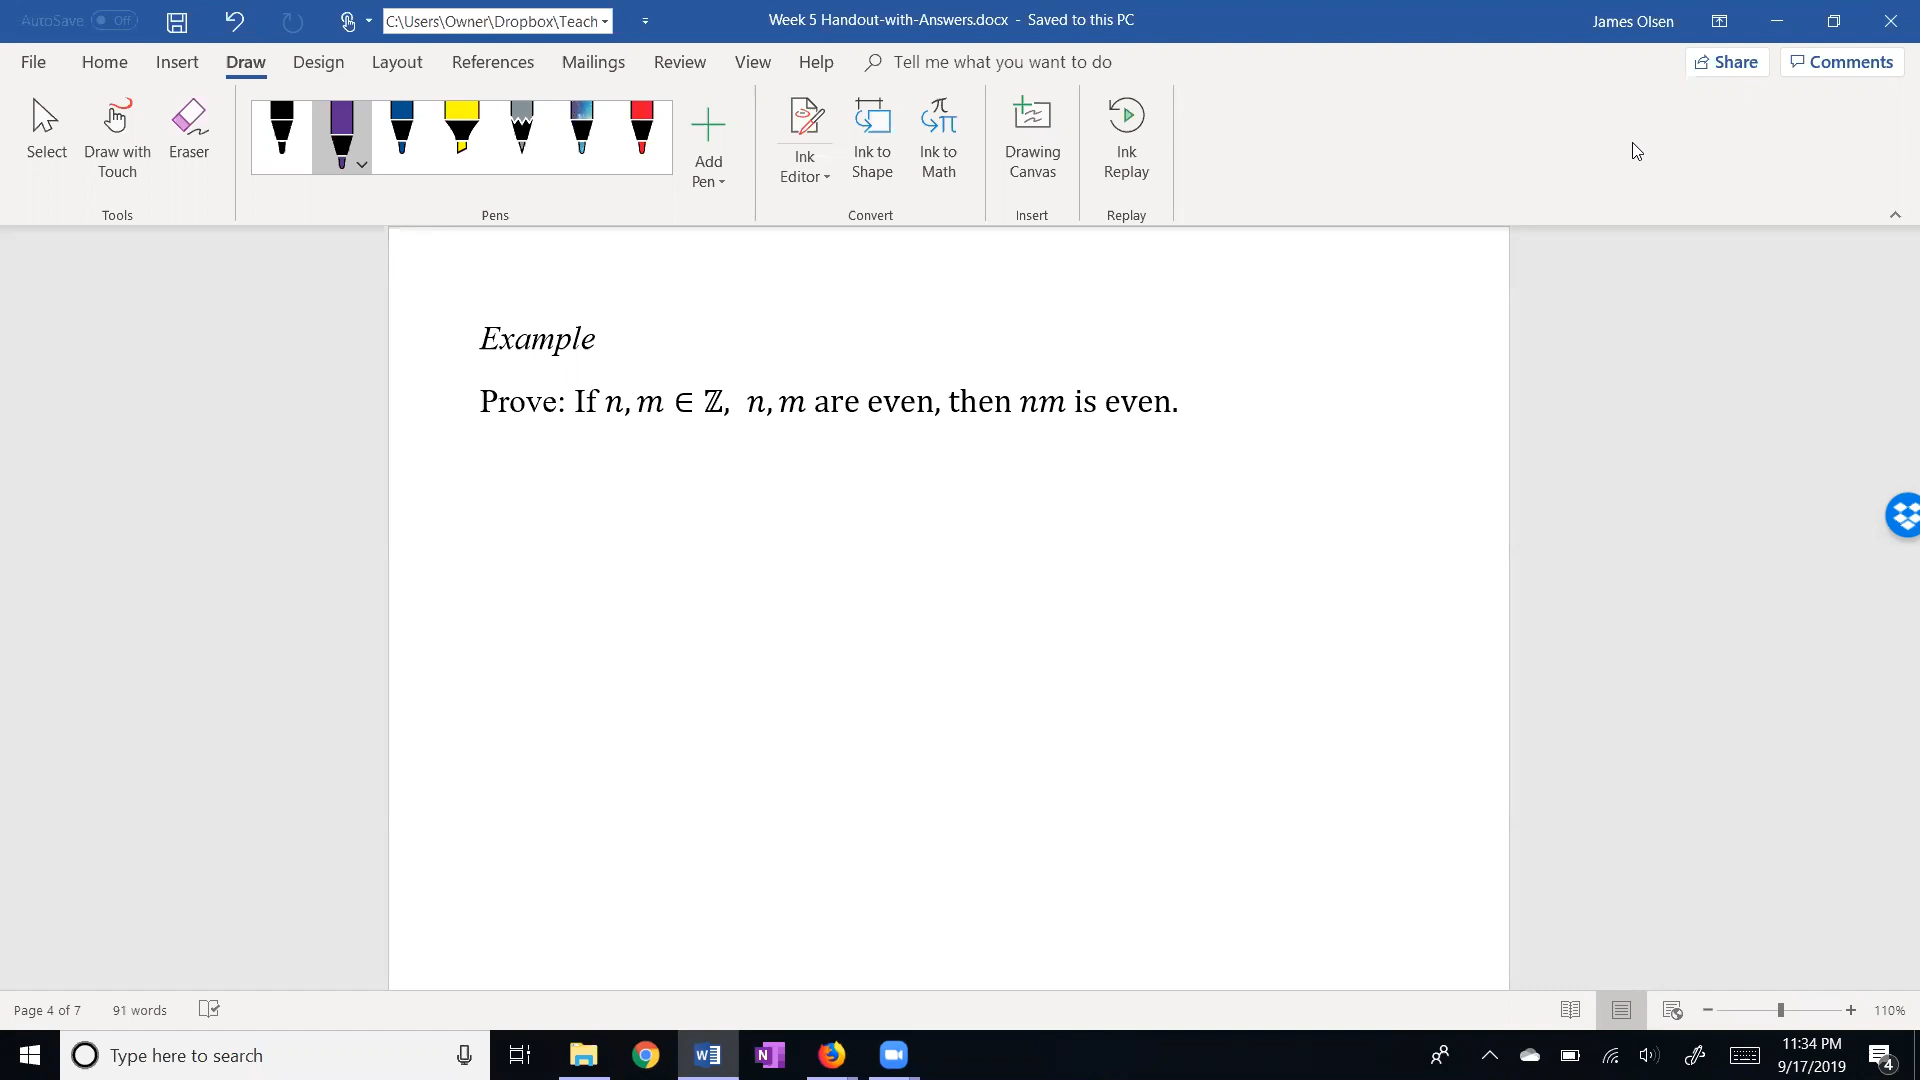 AutoSave Off C:\Users\Owner\Dropbox\Teach Week 5 Handout-with-Answers.docx - Saved to this PC James Olsen
File Home Insert Draw Design Layout References Mailings Review View Help Tell me what you want to do Share Comments
Select Draw with Touch Eraser Add Pen Ink Editor Ink to Shape Ink to Math Drawing Canvas Ink Replay
Tools Pens Convert Insert Replay
Example
Prove: If n, m ∈ ℤ, n, m are even, then nm is even.
Page 4 of 7 91 words 110%
Type here to search 11:34 PM
9/17/2019 4